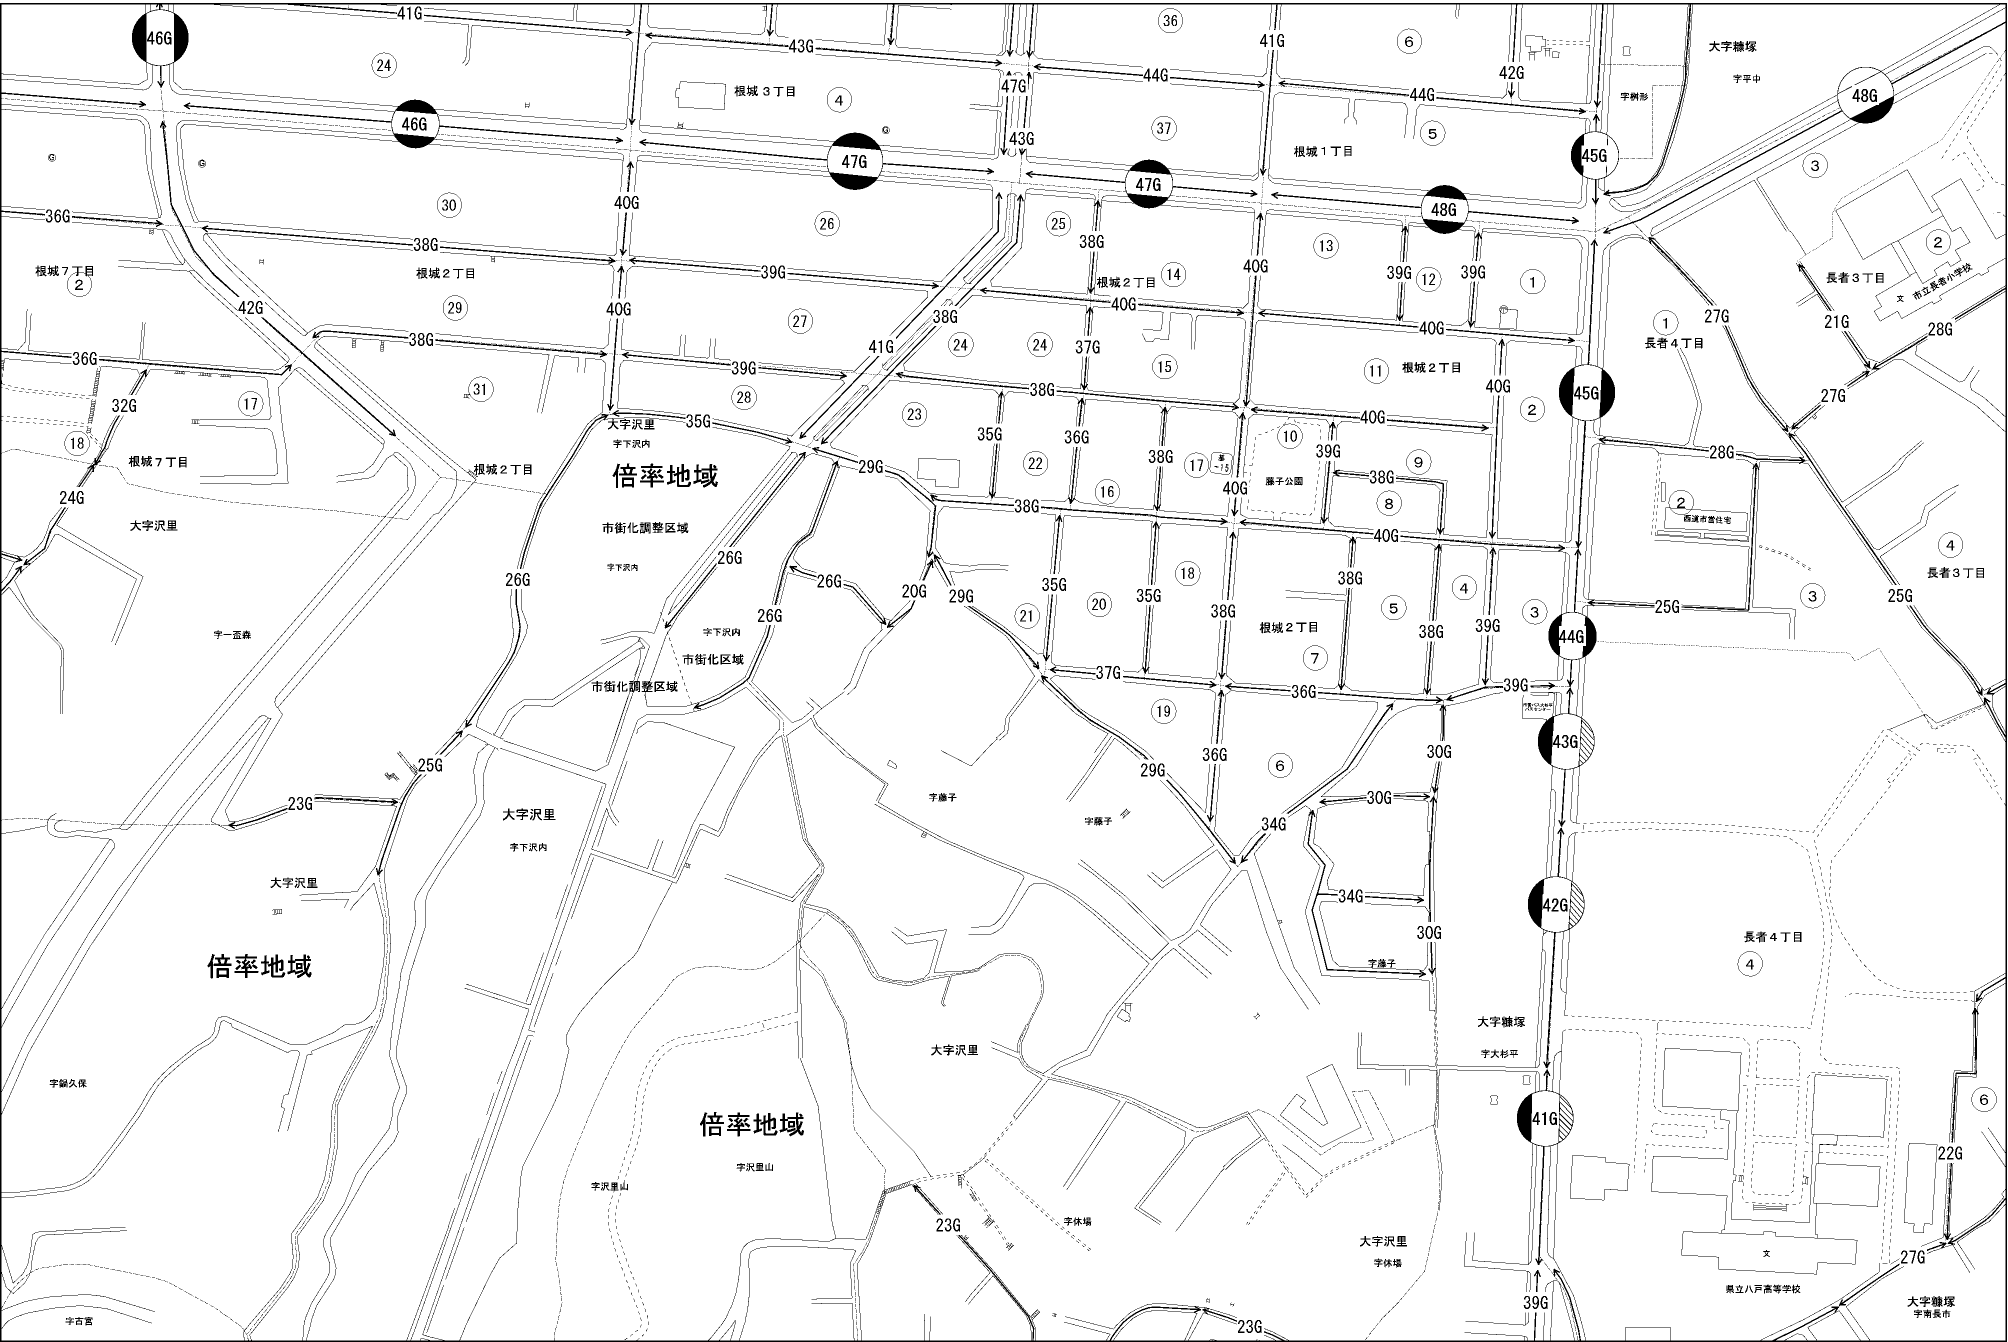 41G
46G
36
41G
6
大字糠塚
43G
24
44G
42G
字平中
47G
44G
48G
根城３丁目
4
字桝形
46G
43G
37
5
根城１丁目
45G
47G
3
47G
48G
40G
30
26
25
36G
38G
38G
13
2
根城７丁目
2
根城２丁目
39G
根城２丁目
14
40G
39G
12
39G
1
長者３丁目
市立長者小学校
文
42G
29
40G
27
38G
40G
40G
27G
21G
28G
1
長者４丁目
36G
38G
41G
24
24
37G
15
11
根城２丁目
31
39G
28
38G
40G
45G
2
27G
32G
17
大字沢里
35G
23
40G
18
字下沢内
35G
36G
38G
10
39G
9
28G
根城７丁目
根城２丁目
倍率地域
29G
22
17
藤子公園
38G
24G
40G
2
16
8
西道市営住宅
大字沢里
市街化調整区域
38G
40G
26G
字下沢内
4
長者３丁目
26G
26G
20G
29G
35G
20
35G
18
38G
38G
5
4
3
25G
3
25G
26G
21
38G
39G
44G
字一盃森
字下沢内
根城２丁目
市街化区域
7
市街化調整区域
37G
36G
39G
19
36G
30G
43G
25G
29G
6
23G
字藤子
30G
大字沢里
字藤子
34G
字下沢内
大字沢里
34G
42G
30G
長者４丁目
倍率地域
字藤子
4
大字糠塚
大字沢里
字大杉平
字鍋久保
6
倍率地域
41G
22G
字沢里山
字沢里山
23G
字休場
大字沢里
文
27G
字休場
県立八戸高等学校
39G
大字糠塚
字南長市
字古宮
23G